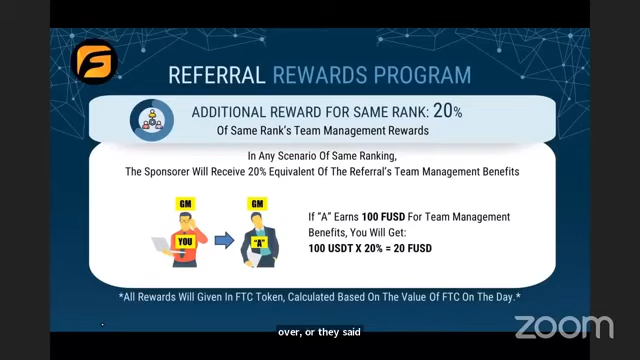 REFERRAL REWARDS PROGRAM
ADDITIONAL REWARD FOR SAME RANK: 20%
Of Same Rank's Team Management Rewards
In Any Scenario Of Same Ranking,
The Sponsorer Will Receive 20% Equivalent Of The Referral's Team Management Benefits
GM
GM
YOU
"A"
If "A" Earns 100 FUSD For Team Management
Benefits, You Will Get:
100 USDT X 20% = 20 FUSD
*All Rewards Will Given In FTC Token, Calculated Based On The Value Of FTC On The Day.*
zoom
over, or they said